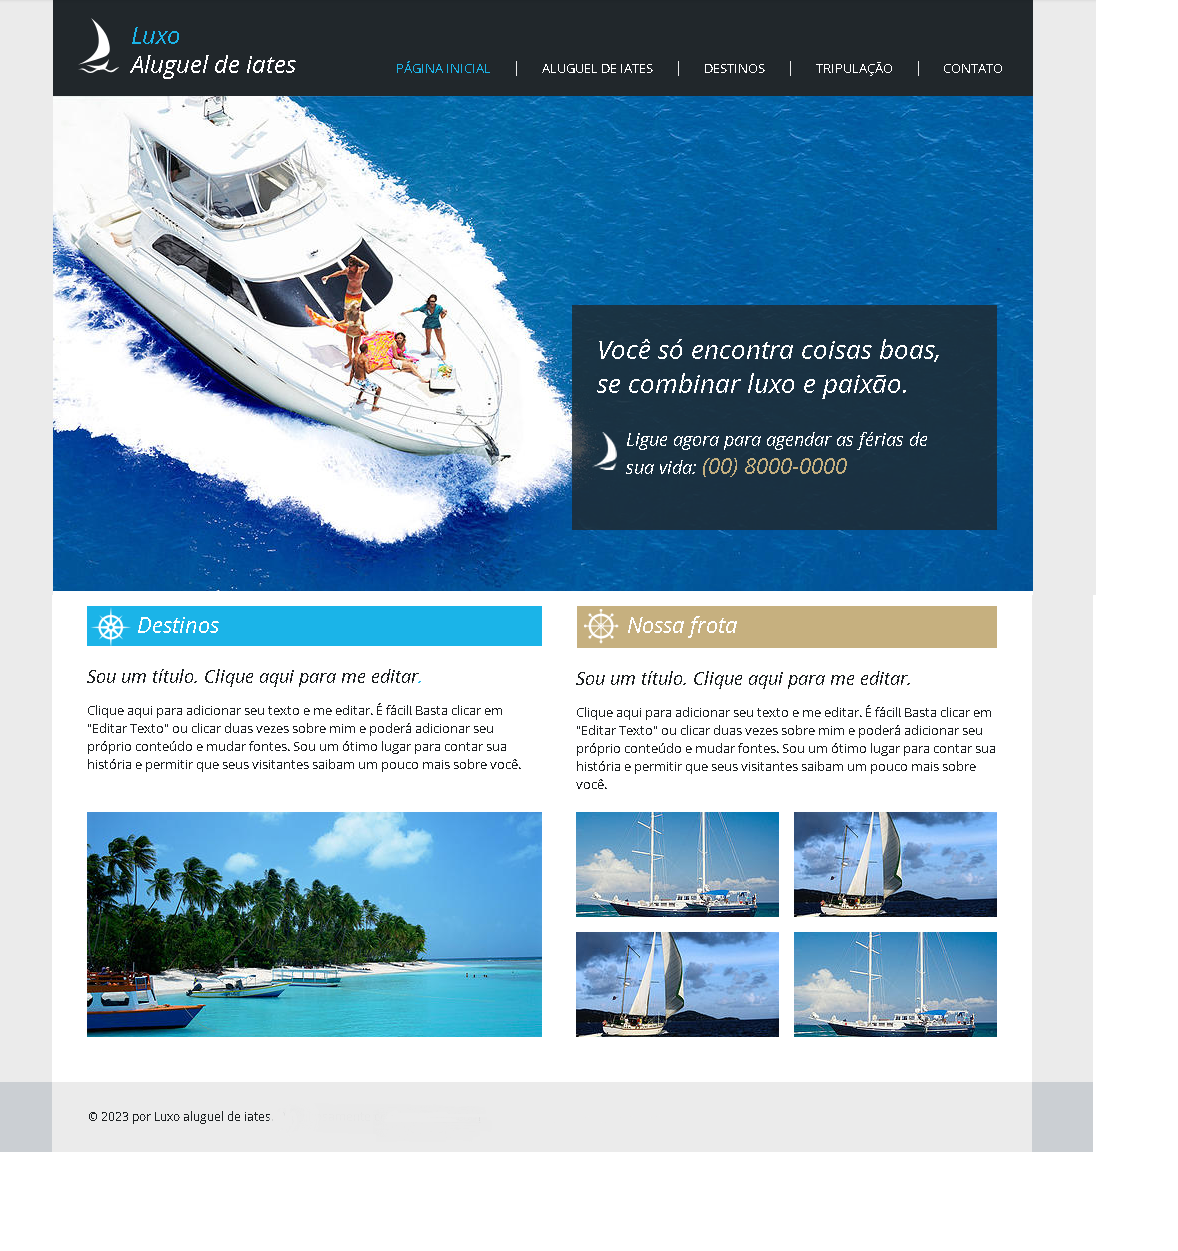 Luxo
Aluguel de iates
PÁGINA INICIAL | ALUGUEL DE IATES | DESTINOS | TRIPULAÇÃO | CONTATO
Você só encontra coisas boas,
se combinar luxo e paixão.
Ligue agora para agendar as férias de
sua vida: (00) 8000-0000
Destinos
Sou um título. Clique aqui para me editar.
Clique aqui para adicionar seu texto e me editar. É fácil! Basta clicar em
"Editar Texto" ou clicar duas vezes sobre mim e poderá adicionar seu
próprio conteúdo e mudar fontes. Sou um ótimo lugar para contar sua
história e permitir que seus visitantes saibam um pouco mais sobre você.
Nossa frota
Sou um título. Clique aqui para me editar.
Clique aqui para adicionar seu texto e me editar. É fácil! Basta clicar em
"Editar Texto" ou clicar duas vezes sobre mim e poderá adicionar seu
próprio conteúdo e mudar fontes. Sou um ótimo lugar para contar sua
história e permitir que seus visitantes saibam um pouco mais sobre
você.
© 2023 por Luxo aluguel de iates.